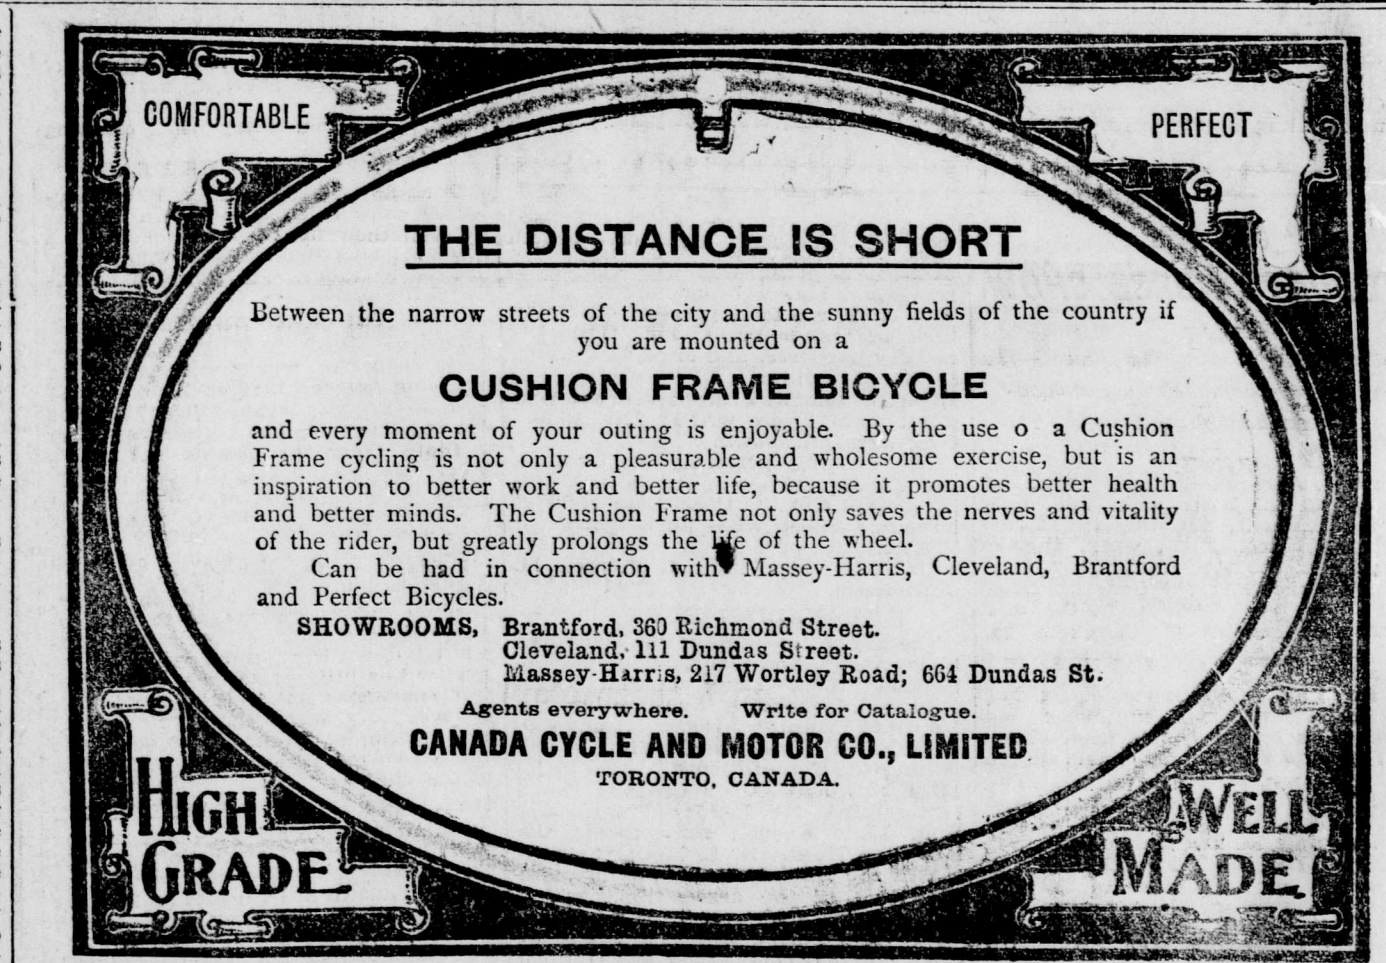 COMFORTABLE
PERFECT
THE DISTANCE IS SHORT
Between the narrow streets of the city and the sunny fields of the country if
you are mounted on a
CUSHION FRAME BICYCLE
and every moment of your outing is enjoyable. By the use o a Cushion
Frame cycling is not only a pleasurable and wholesome exercise, but is an
inspiration to better work and better life, because it promotes better health
and better minds. The Cushion Frame not only saves the nerves and vitality
of the rider, but greatly prolongs the life of the wheel.
Can be had in connection with Massey-Harris, Cleveland, Brantford
and Perfect Bicycles.
SHOWROOMS, Brantford, 360 Richmond Street.
Cleveland, 111 Dundas Street.
Massey-Harris, 217 Wortley Road; 664 Dundas St.
Agents everywhere. Write for Catalogue.
CANADA CYCLE AND MOTOR CO., LIMITED
TORONTO, CANADA.
HIGH
GRADE
WELL
MADE.